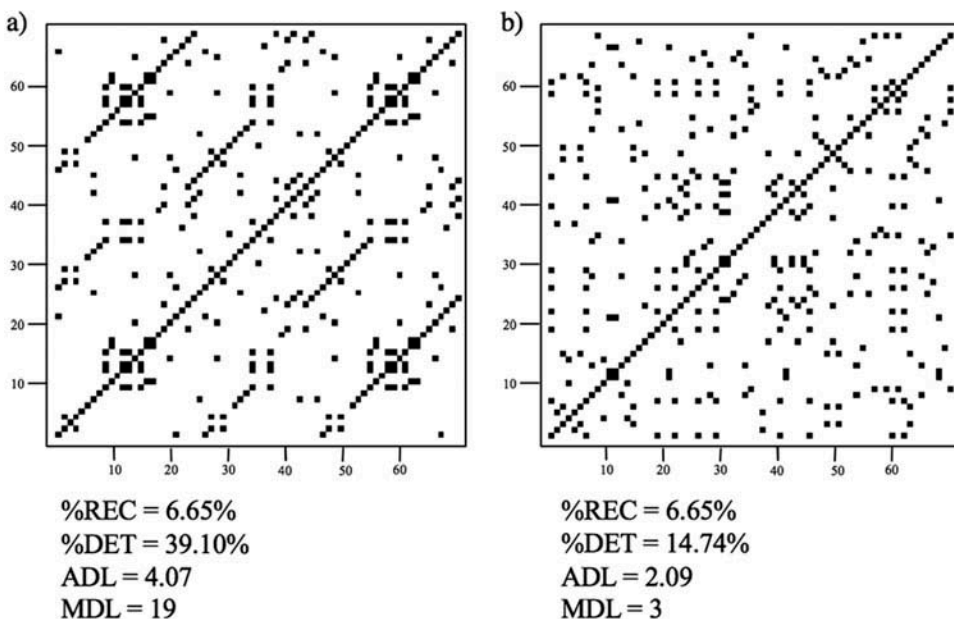 a)
60
50
40
30
20
10
10 20 30 40 50 60
%REC = 6.65%
%DET = 39.10%
ADL = 4.07
MDL = 19
b)
60
50
40
30
20
10
10 20 30 40 50 60
%REC = 6.65%
%DET = 14.74%
ADL = 2.09
MDL = 3